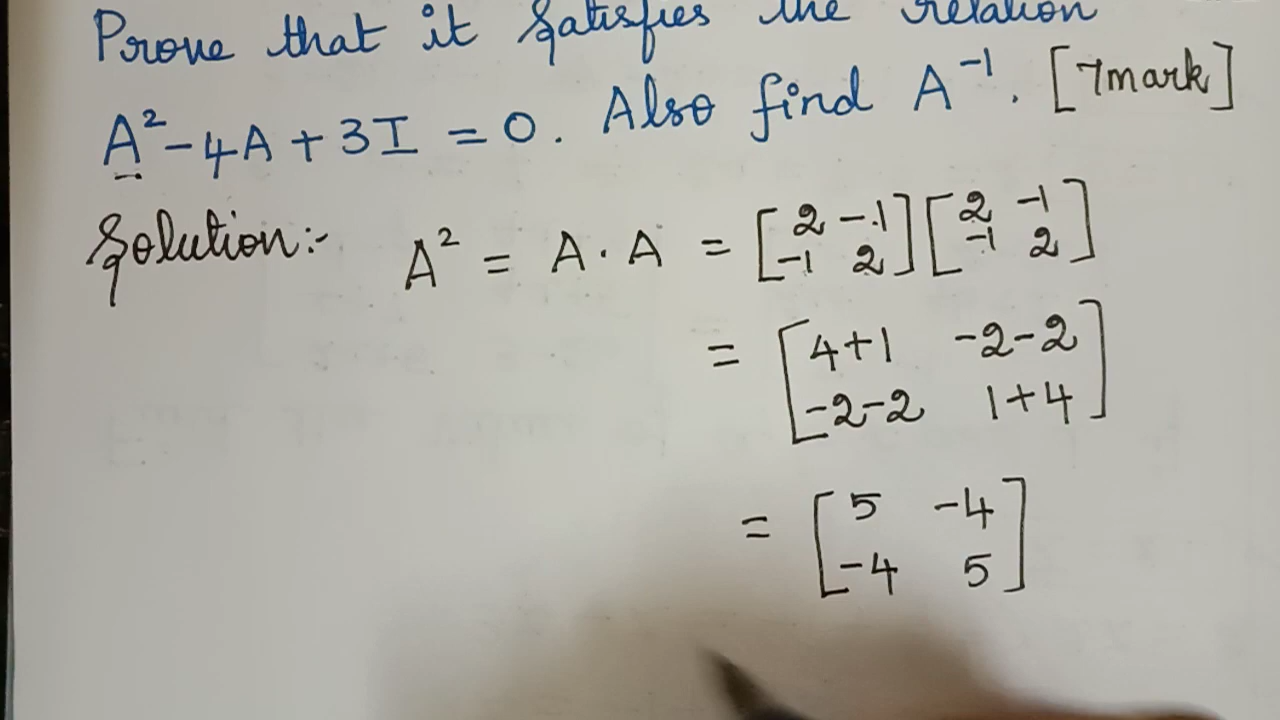 Prove that it satisfies the relation
A² - 4A + 3I = 0. Also find A⁻¹. [7mark]
Solution:- A² = A · A = [2 -1; -1 2] [2 -1; -1 2]
= [4+1 -2-2; -2-2 1+4]
= [5 -4; -4 5]